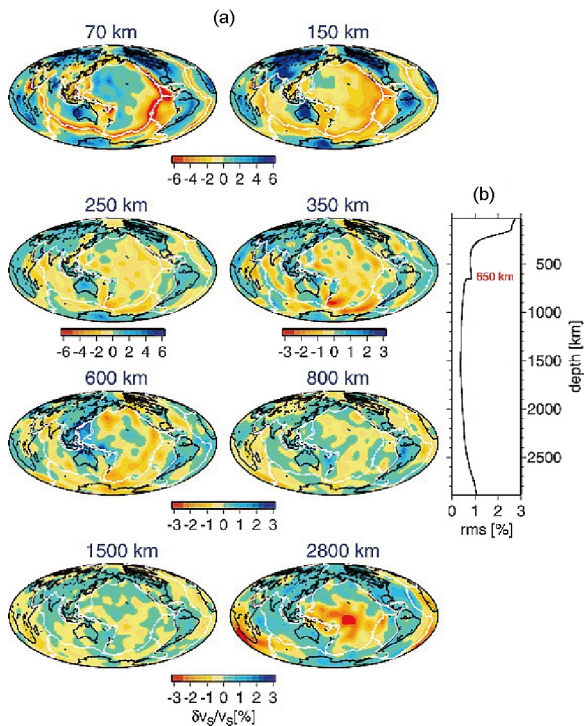 (a)
70 km
150 km
-6 -4 -2 0 2 4 6
250 km
350 km
(b)
-6 -4 -2 0 2 4 6
-3 -2 -1 0 1 2 3
500
650 km
1000
1500
2000
2500
depth [km]
0 1 2 3
rms [%]
600 km
800 km
-3 -2 -1 0 1 2 3
1500 km
2800 km
-3 -2 -1 0 1 2 3
δvS/vS[%]